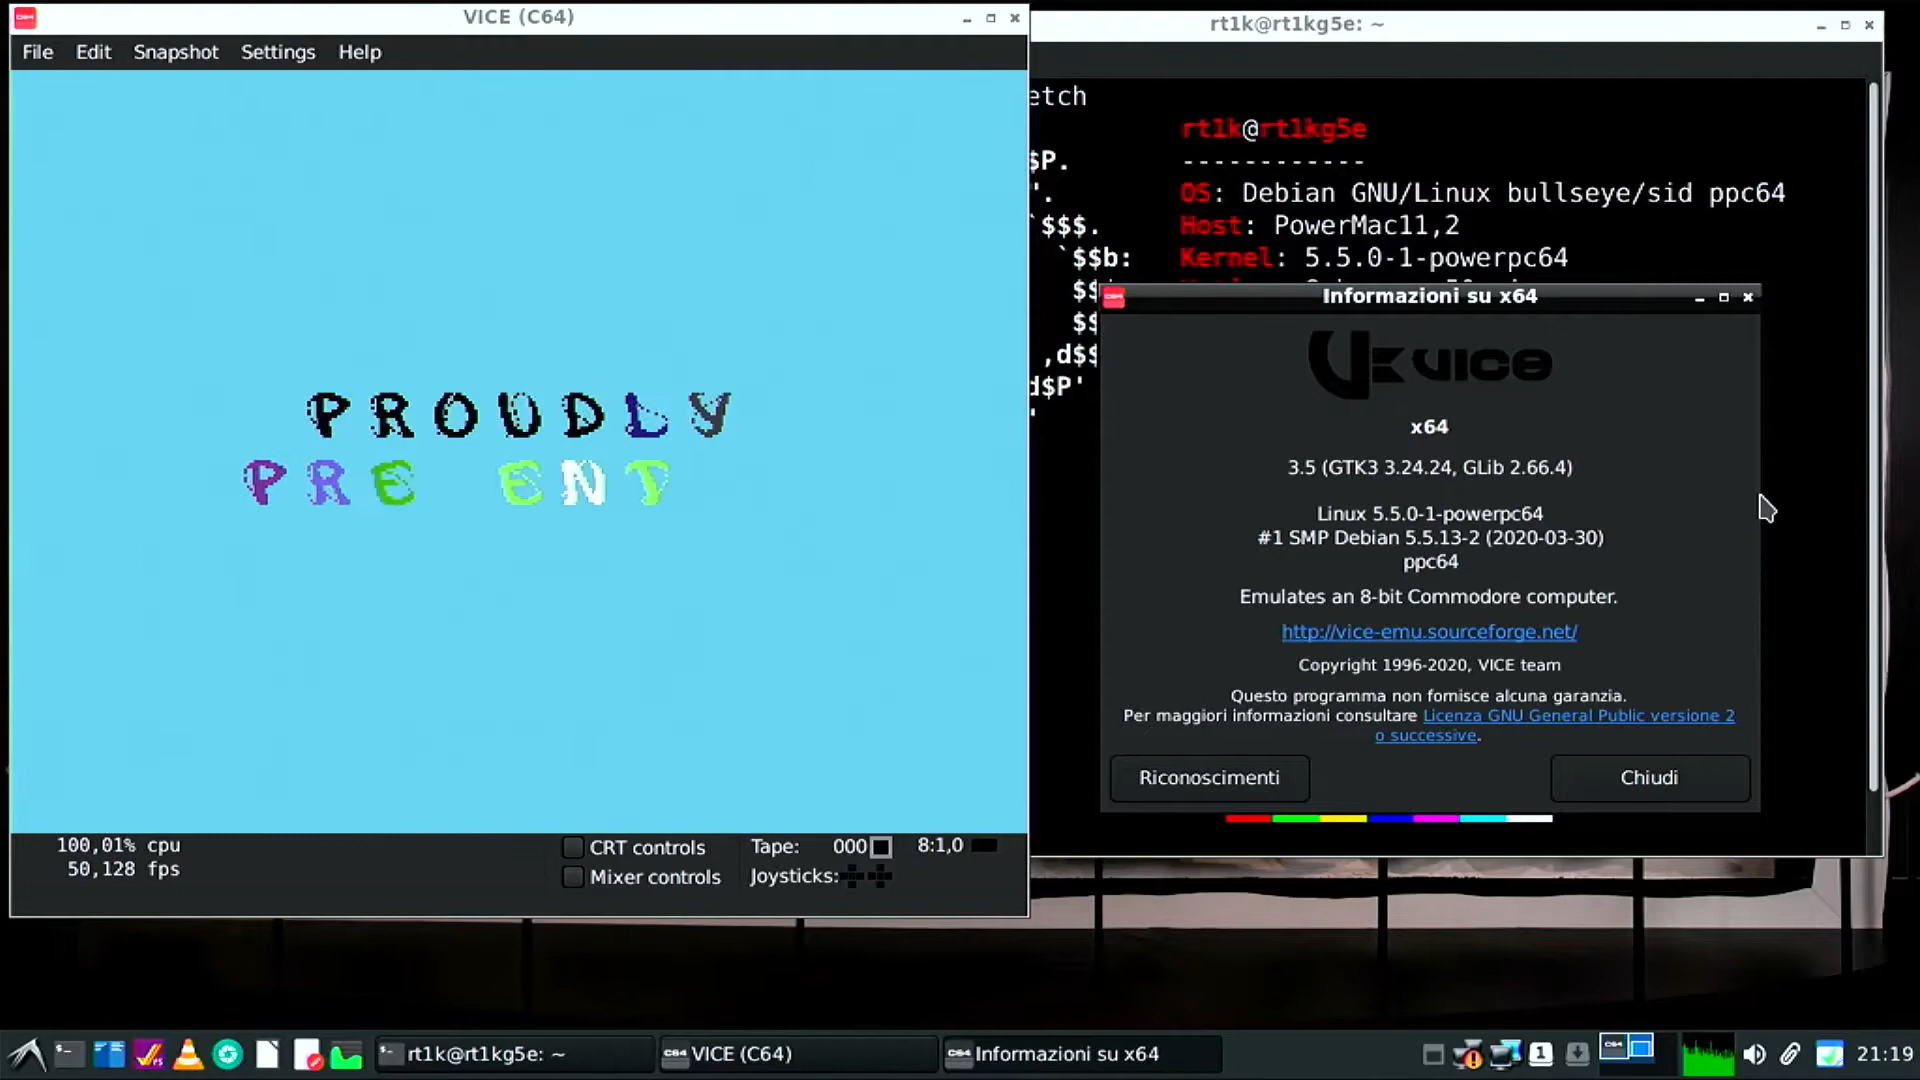 VICE (C64)
File Edit Snapshot Settings Help
PROUDLY
PRE ENT
100,01% cpu
50,128 fps
CRT controls
Mixer controls
Tape: 000
Joysticks:
8:1,0
rt1k@rt1kg5e: ~
etch
rt1k@rt1kg5e
------------
$P.
OS: Debian GNU/Linux bullseye/sid ppc64
'.
Host: PowerMac11,2
`$$$.
Kernel: 5.5.0-1-powerpc64
`$$b:
$$
$$
,d$$
d$P'
'
Informazioni su x64
VICE
x64
3.5 (GTK3 3.24.24, GLib 2.66.4)
Linux 5.5.0-1-powerpc64
#1 SMP Debian 5.5.13-2 (2020-03-30)
ppc64
Emulates an 8-bit Commodore computer.
http://vice-emu.sourceforge.net/
Copyright 1996-2020, VICE team
Questo programma non fornisce alcuna garanzia.
Per maggiori informazioni consultare Licenza GNU General Public versione 2
o successive.
Riconoscimenti
Chiudi
rt1k@rt1kg5e: ~
C64 VICE (C64)
C64 Informazioni su x64
1
C64
21:19